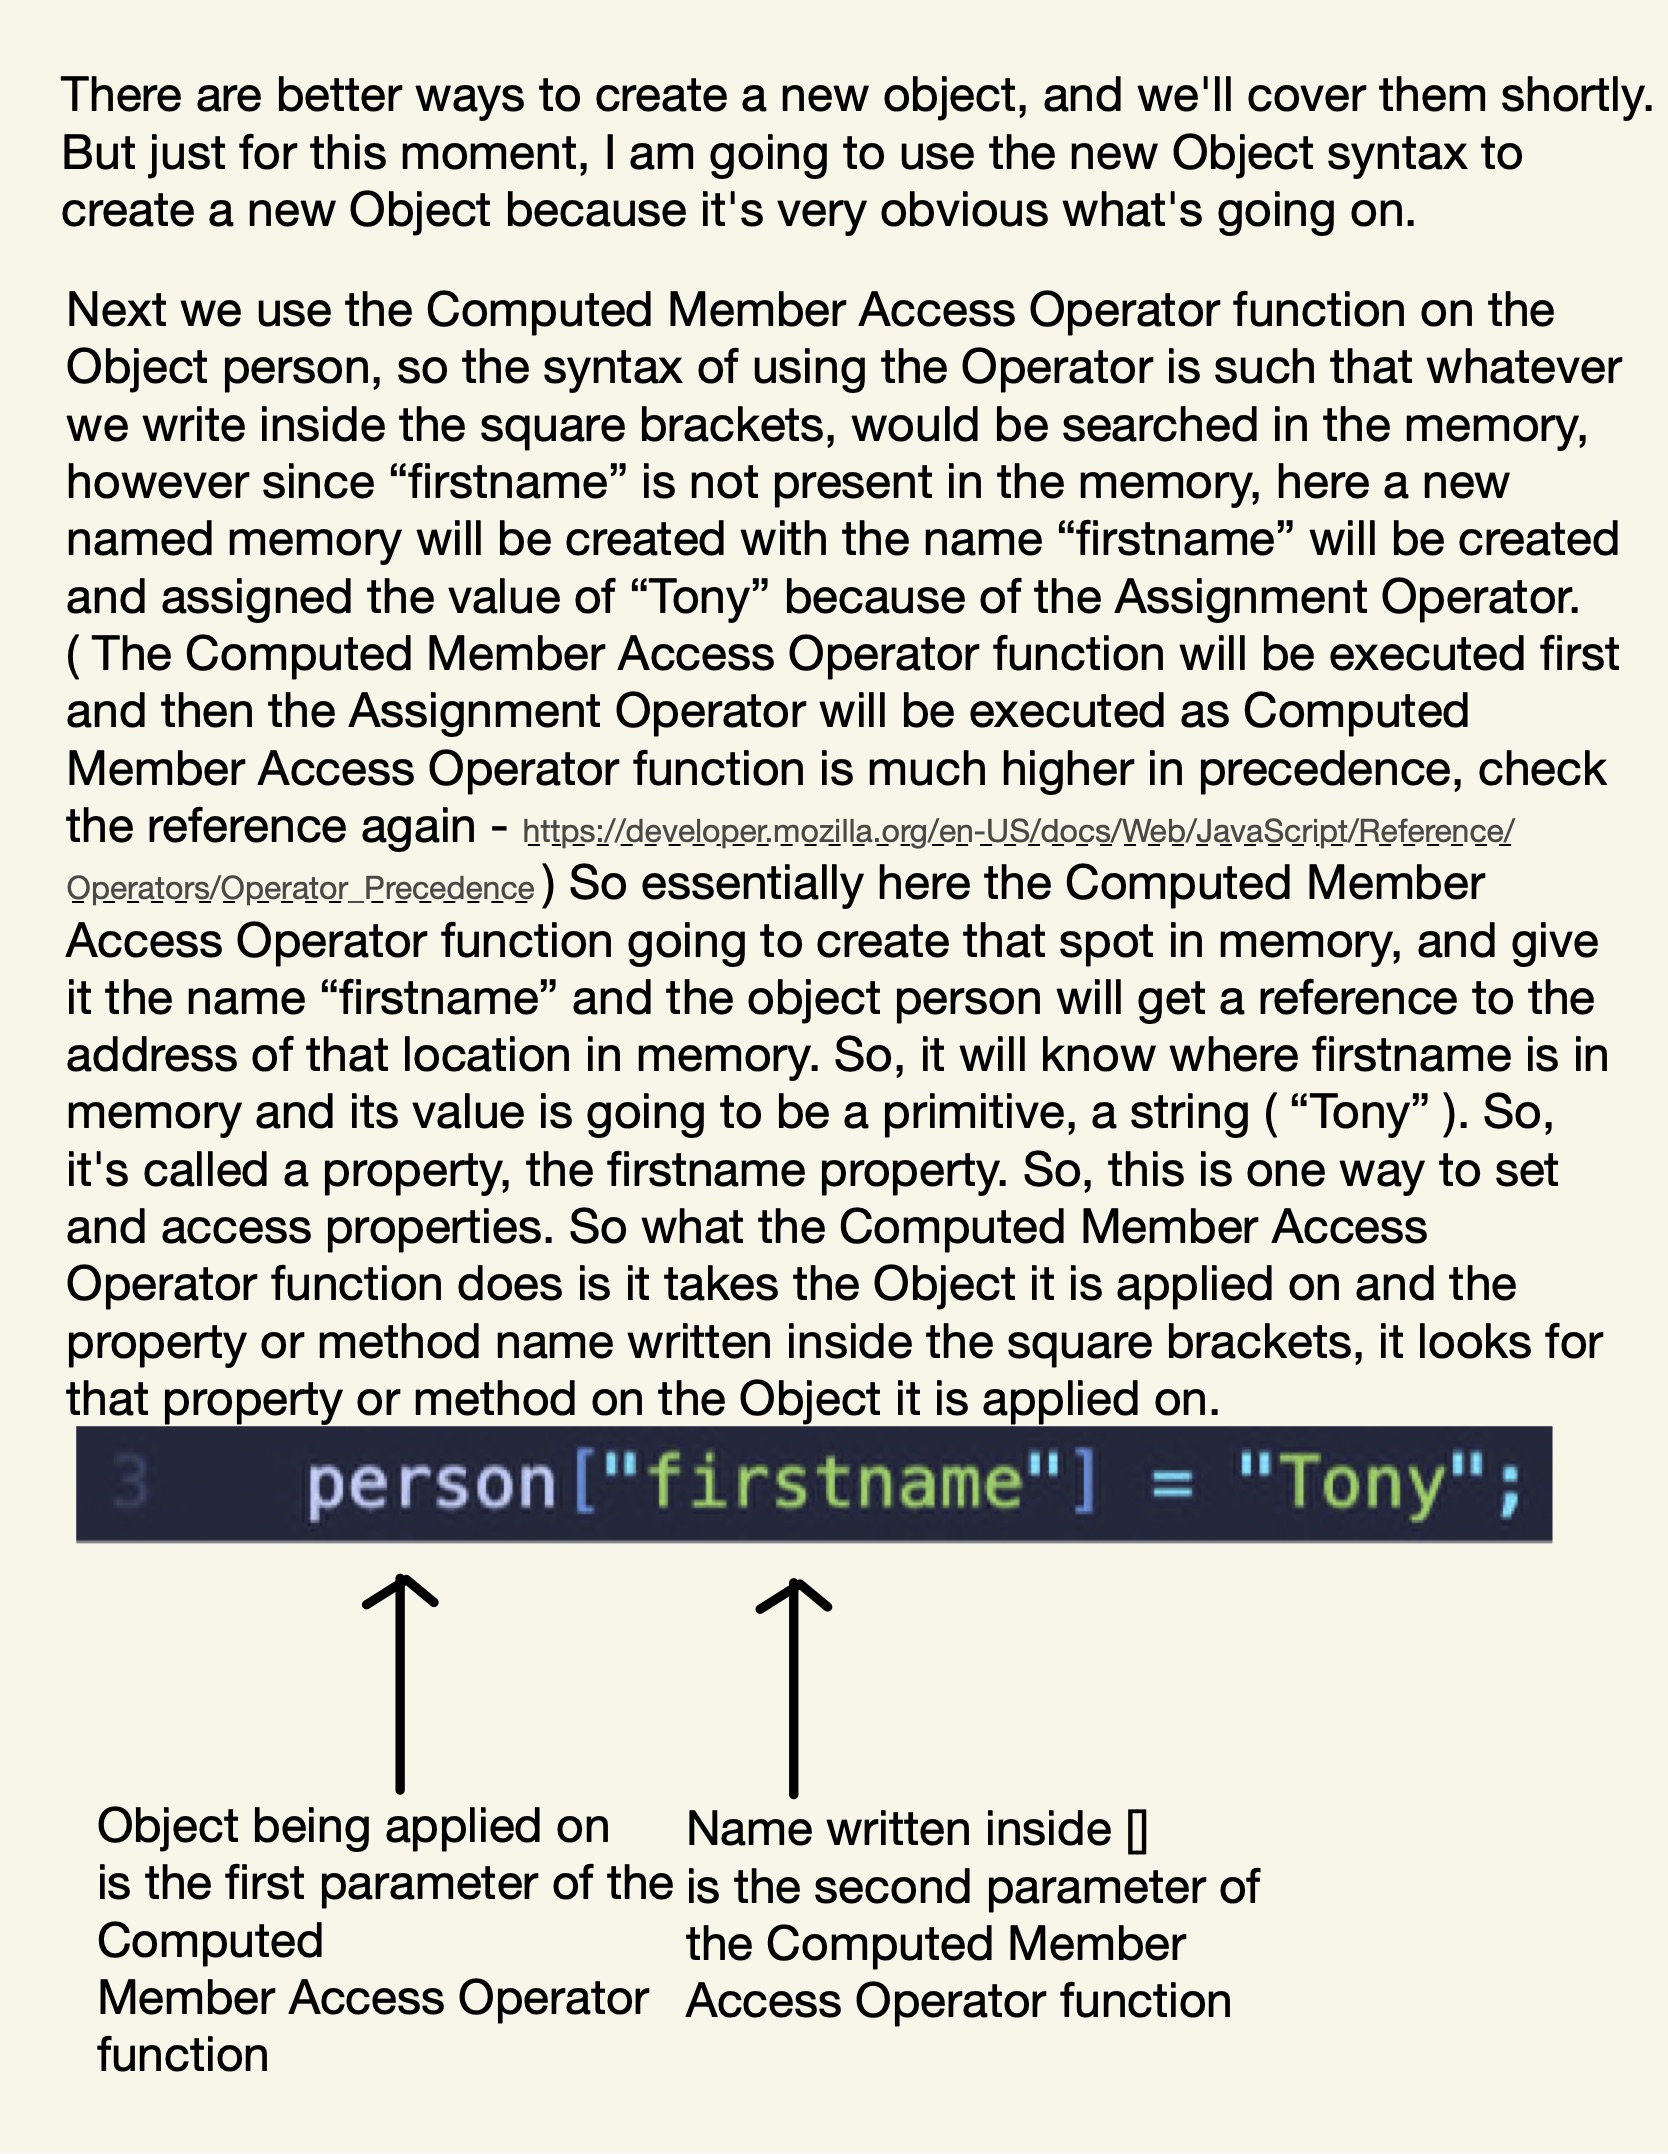 There are better ways to create a new object, and we'll cover them shortly.
But just for this moment, I am going to use the new Object syntax to
create a new Object because it's very obvious what's going on.
Next we use the Computed Member Access Operator function on the
Object person, so the syntax of using the Operator is such that whatever
we write inside the square brackets, would be searched in the memory,
however since “firstname” is not present in the memory, here a new
named memory will be created with the name “firstname” will be created
and assigned the value of “Tony” because of the Assignment Operator.
( The Computed Member Access Operator function will be executed first
and then the Assignment Operator will be executed as Computed
Member Access Operator function is much higher in precedence, check
the reference again - https://developer.mozilla.org/en-US/docs/Web/JavaScript/Reference/
Operators/Operator_Precedence ) So essentially here the Computed Member
Access Operator function going to create that spot in memory, and give
it the name “firstname” and the object person will get a reference to the
address of that location in memory. So, it will know where firstname is in
memory and its value is going to be a primitive, a string ( “Tony” ). So,
it's called a property, the firstname property. So, this is one way to set
and access properties. So what the Computed Member Access
Operator function does is it takes the Object it is applied on and the
property or method name written inside the square brackets, it looks for
that property or method on the Object it is applied on.
3 person["firstname"] = "Tony";
Object being applied on
is the first parameter of the
Computed
Member Access Operator
function
Name written inside []
is the second parameter of
the Computed Member
Access Operator function